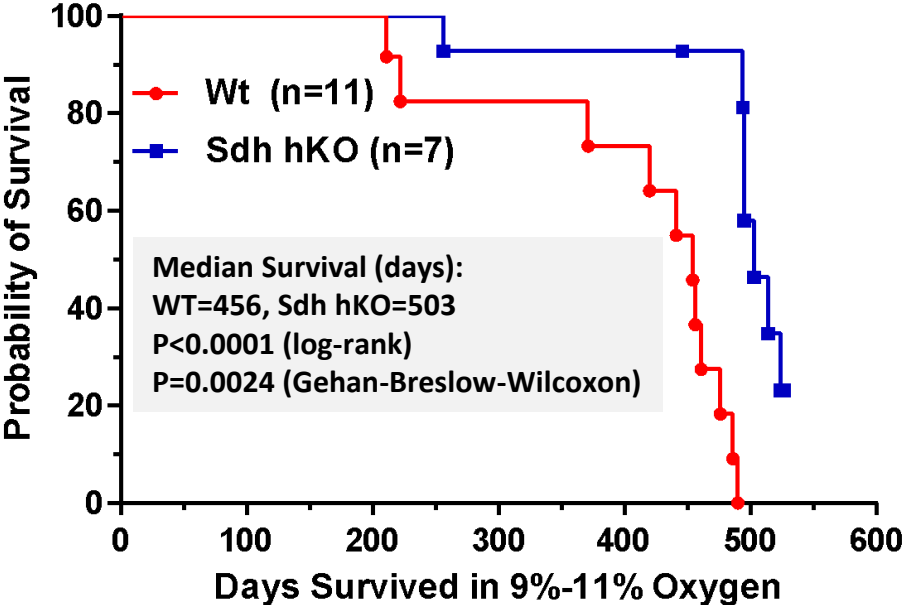 Probability of Survival
100
80
60
40
20
0
Wt (n=11)
Sdh hKO (n=7)
Median Survival (days):
WT=456, Sdh hKO=503
P<0.0001 (log-rank)
P=0.0024 (Gehan-Breslow-Wilcoxon)
0 100 200 300 400 500 600
Days Survived in 9%-11% Oxygen